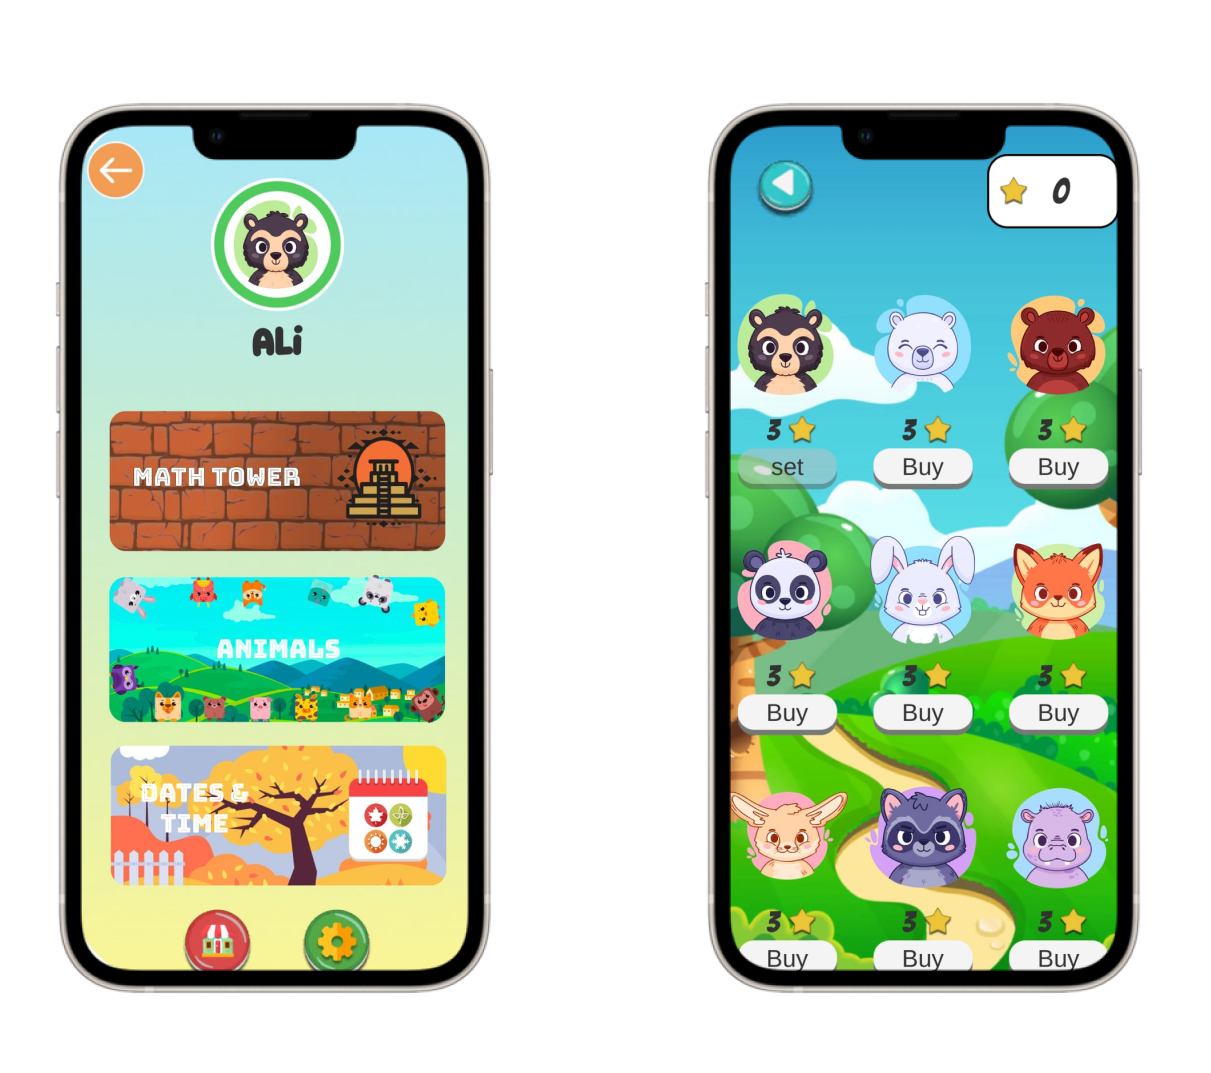 ALi
MATH TOWER
ANIMALS
DATES &
TIME
0
3 3 3
set Buy Buy
3 3 3
Buy Buy Buy
3 3 3
Buy Buy Buy